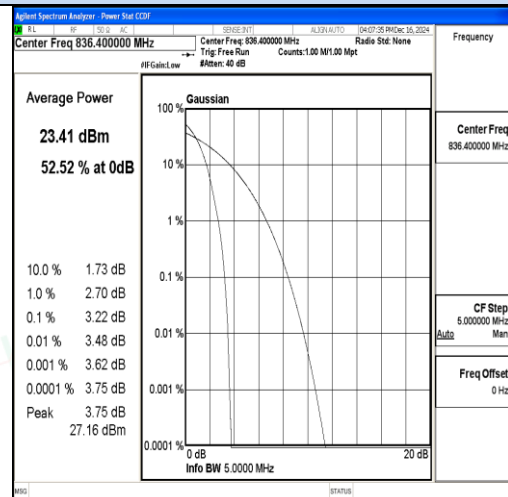 Agilent Spectrum Analyzer - Power Stat CCDF
RL RF 50 Ω AC SENSE:INT ALIGN AUTO 04:07:35 PM Dec 16, 2024
Center Freq 836.400000 MHz
Center Freq: 836.400000 MHz Radio Std: None
Trig: Free Run Counts:1.00 M/1.00 Mpt
#IFGain:Low #Atten: 40 dB
Frequency
Average Power
23.41 dBm
52.52 % at 0dB
10.0 % 1.73 dB
1.0 % 2.70 dB
0.1 % 3.22 dB
0.01 % 3.48 dB
0.001 % 3.62 dB
0.0001 % 3.75 dB
Peak 3.75 dB
27.16 dBm
Gaussian
100 %
10 %
1 %
0.1 %
0.01 %
0.001 %
0.0001 %
0 dB 20 dB
Info BW 5.0000 MHz
Center Freq
836.400000 MHz
CF Step
5.000000 MHz
Auto Man
Freq Offset
0 Hz
MSG STATUS